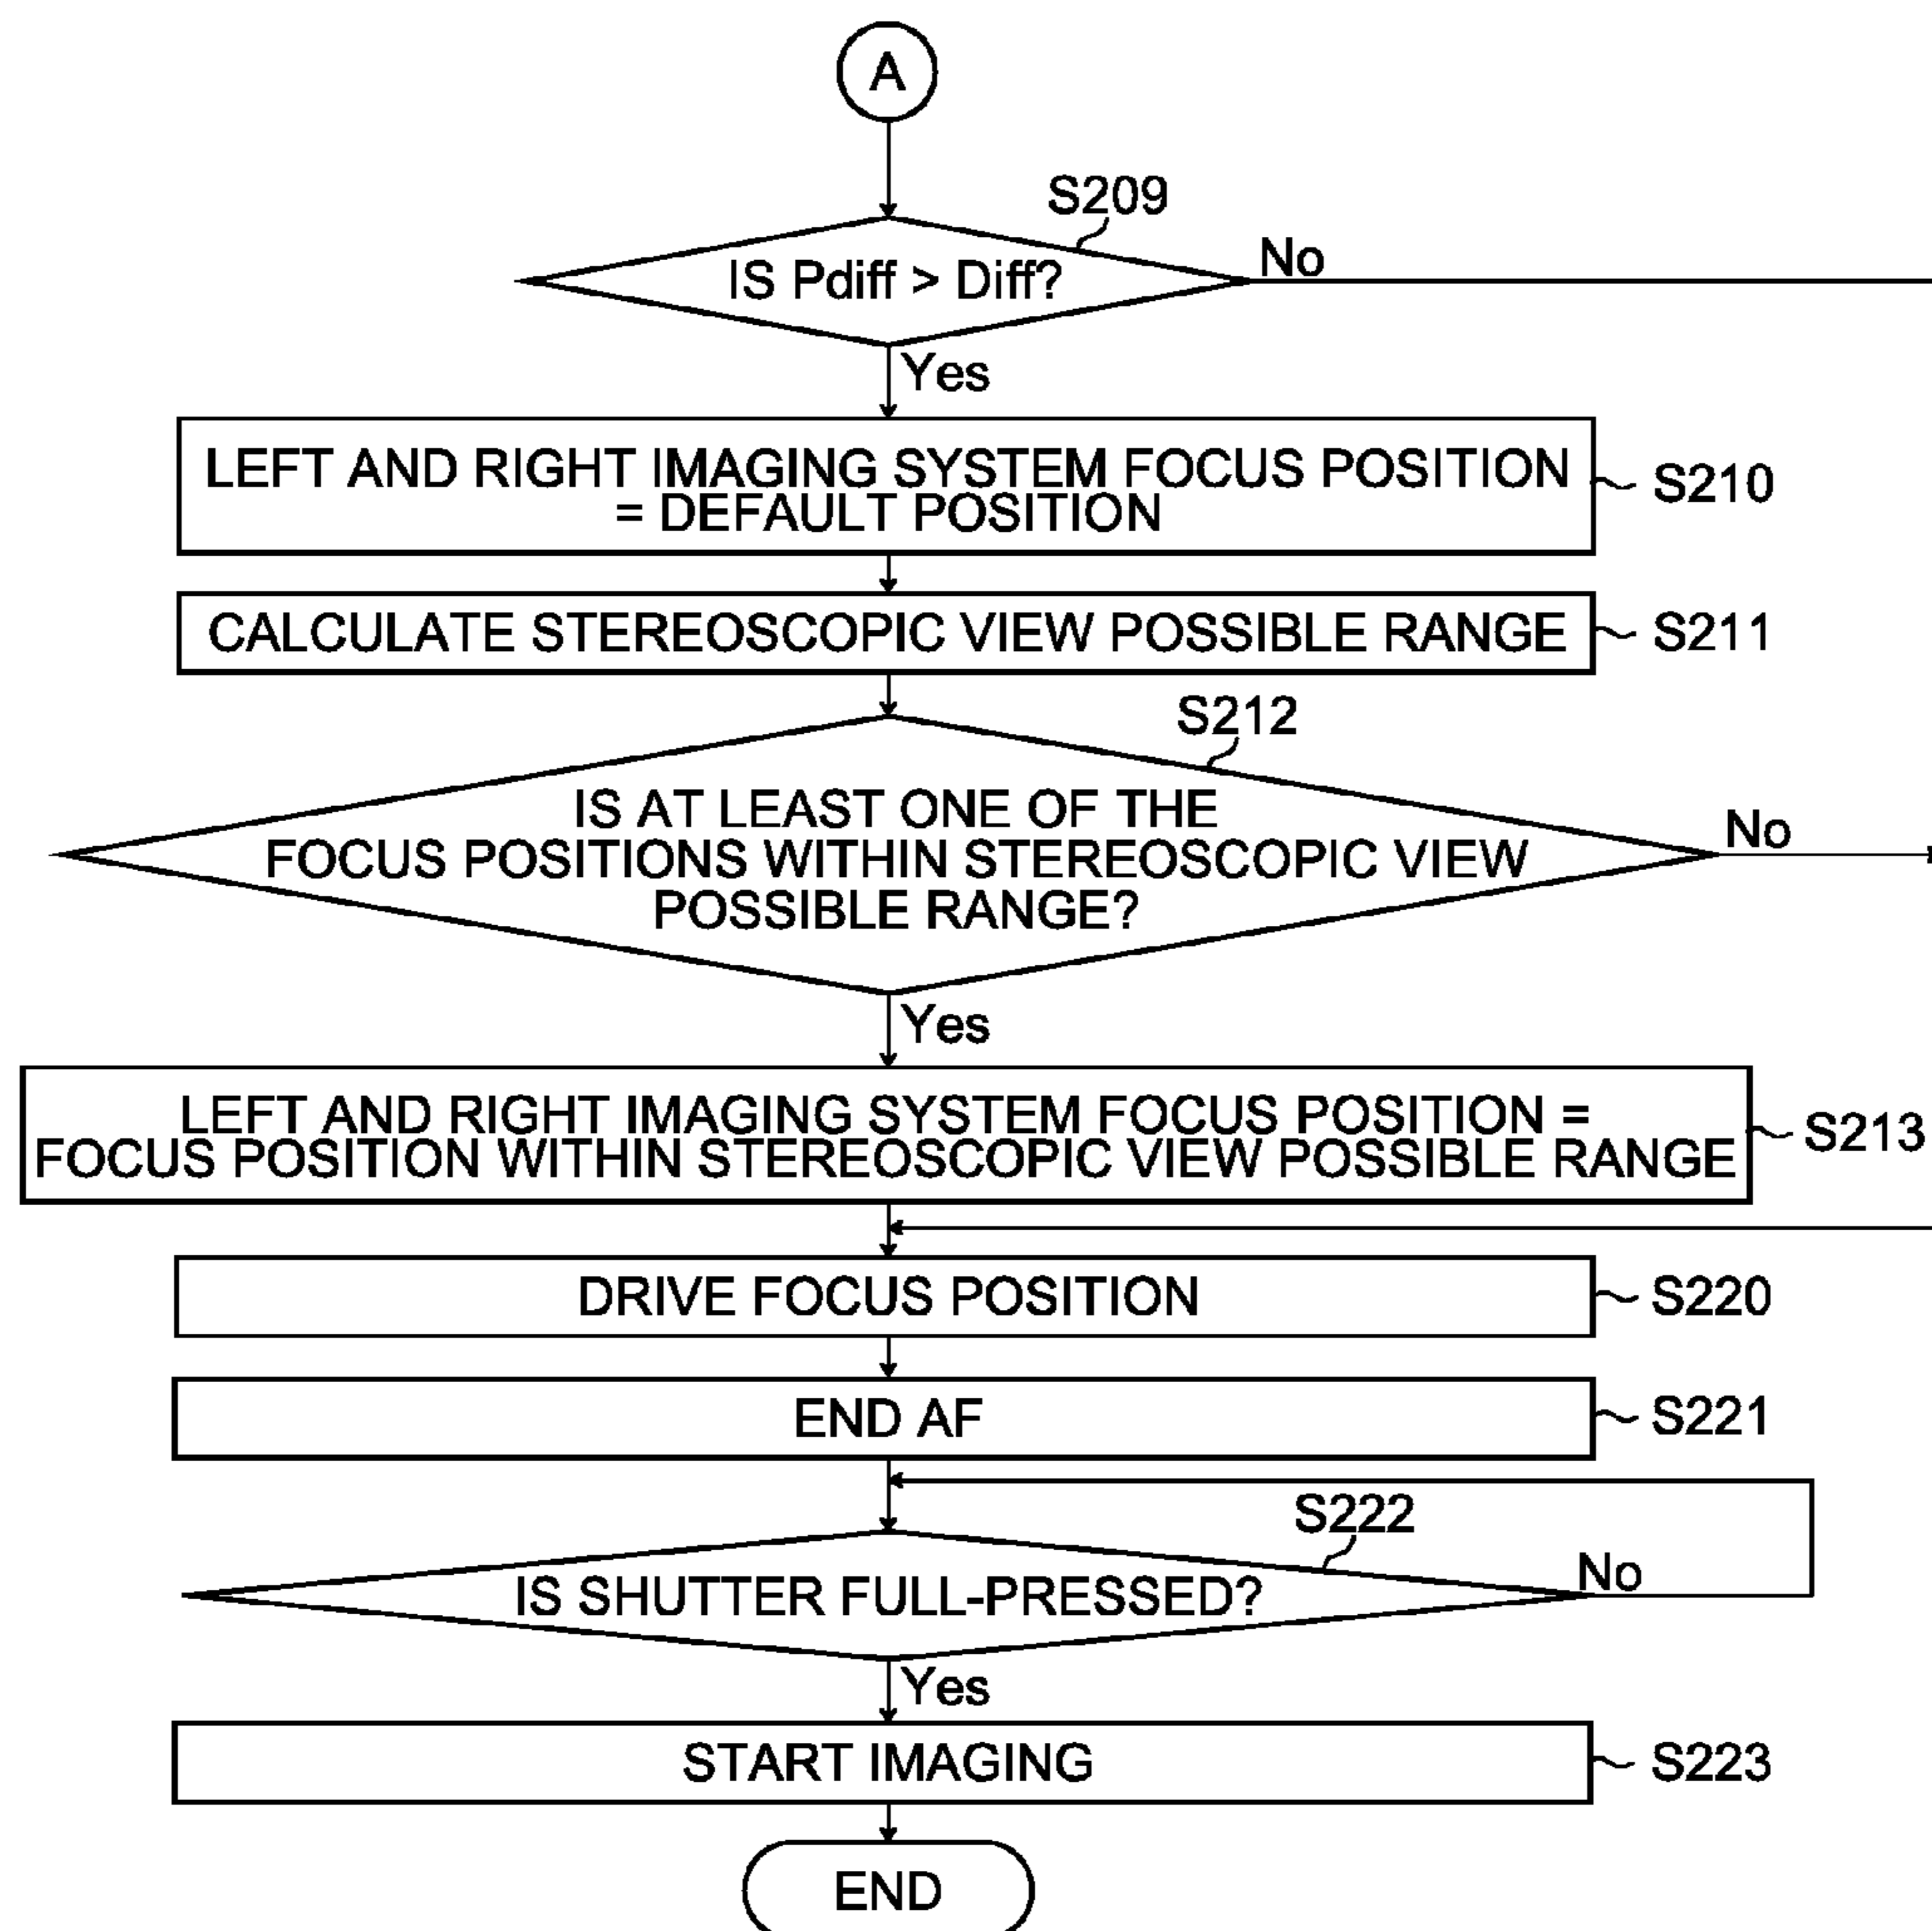 A
S209
IS Pdiff > Diff?
No
Yes
LEFT AND RIGHT IMAGING SYSTEM FOCUS POSITION
= DEFAULT POSITION
S210
CALCULATE STEREOSCOPIC VIEW POSSIBLE RANGE
S211
S212
IS AT LEAST ONE OF THE
FOCUS POSITIONS WITHIN STEREOSCOPIC VIEW
POSSIBLE RANGE?
No
Yes
LEFT AND RIGHT IMAGING SYSTEM FOCUS POSITION =
FOCUS POSITION WITHIN STEREOSCOPIC VIEW POSSIBLE RANGE
S213
DRIVE FOCUS POSITION
S220
END AF
S221
S222
IS SHUTTER FULL-PRESSED?
No
Yes
START IMAGING
S223
END